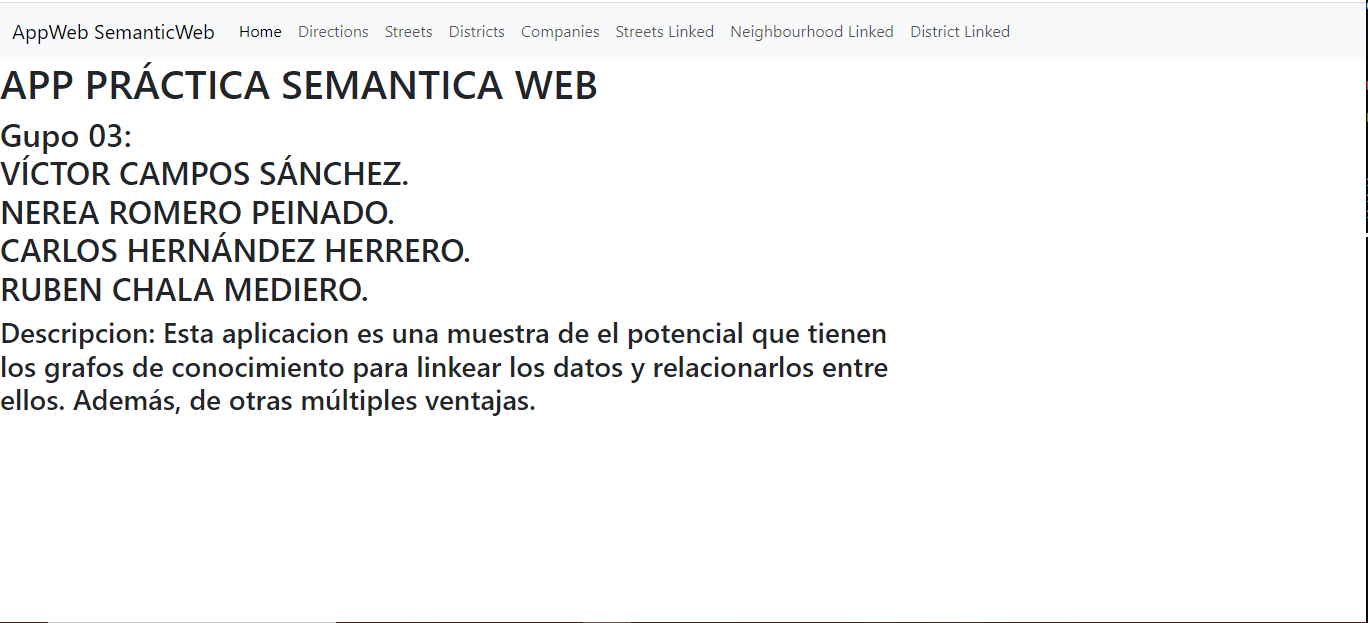 AppWeb SemanticWeb Home Directions Streets Districts Companies Streets Linked Neighbourhood Linked District Linked
APP PRÁCTICA SEMANTICA WEB
Gupo 03:
VÍCTOR CAMPOS SÁNCHEZ.
NEREA ROMERO PEINADO.
CARLOS HERNÁNDEZ HERRERO.
RUBEN CHALA MEDIERO.
Descripcion: Esta aplicacion es una muestra de el potencial que tienen
los grafos de conocimiento para linkear los datos y relacionarlos entre
ellos. Además, de otras múltiples ventajas.